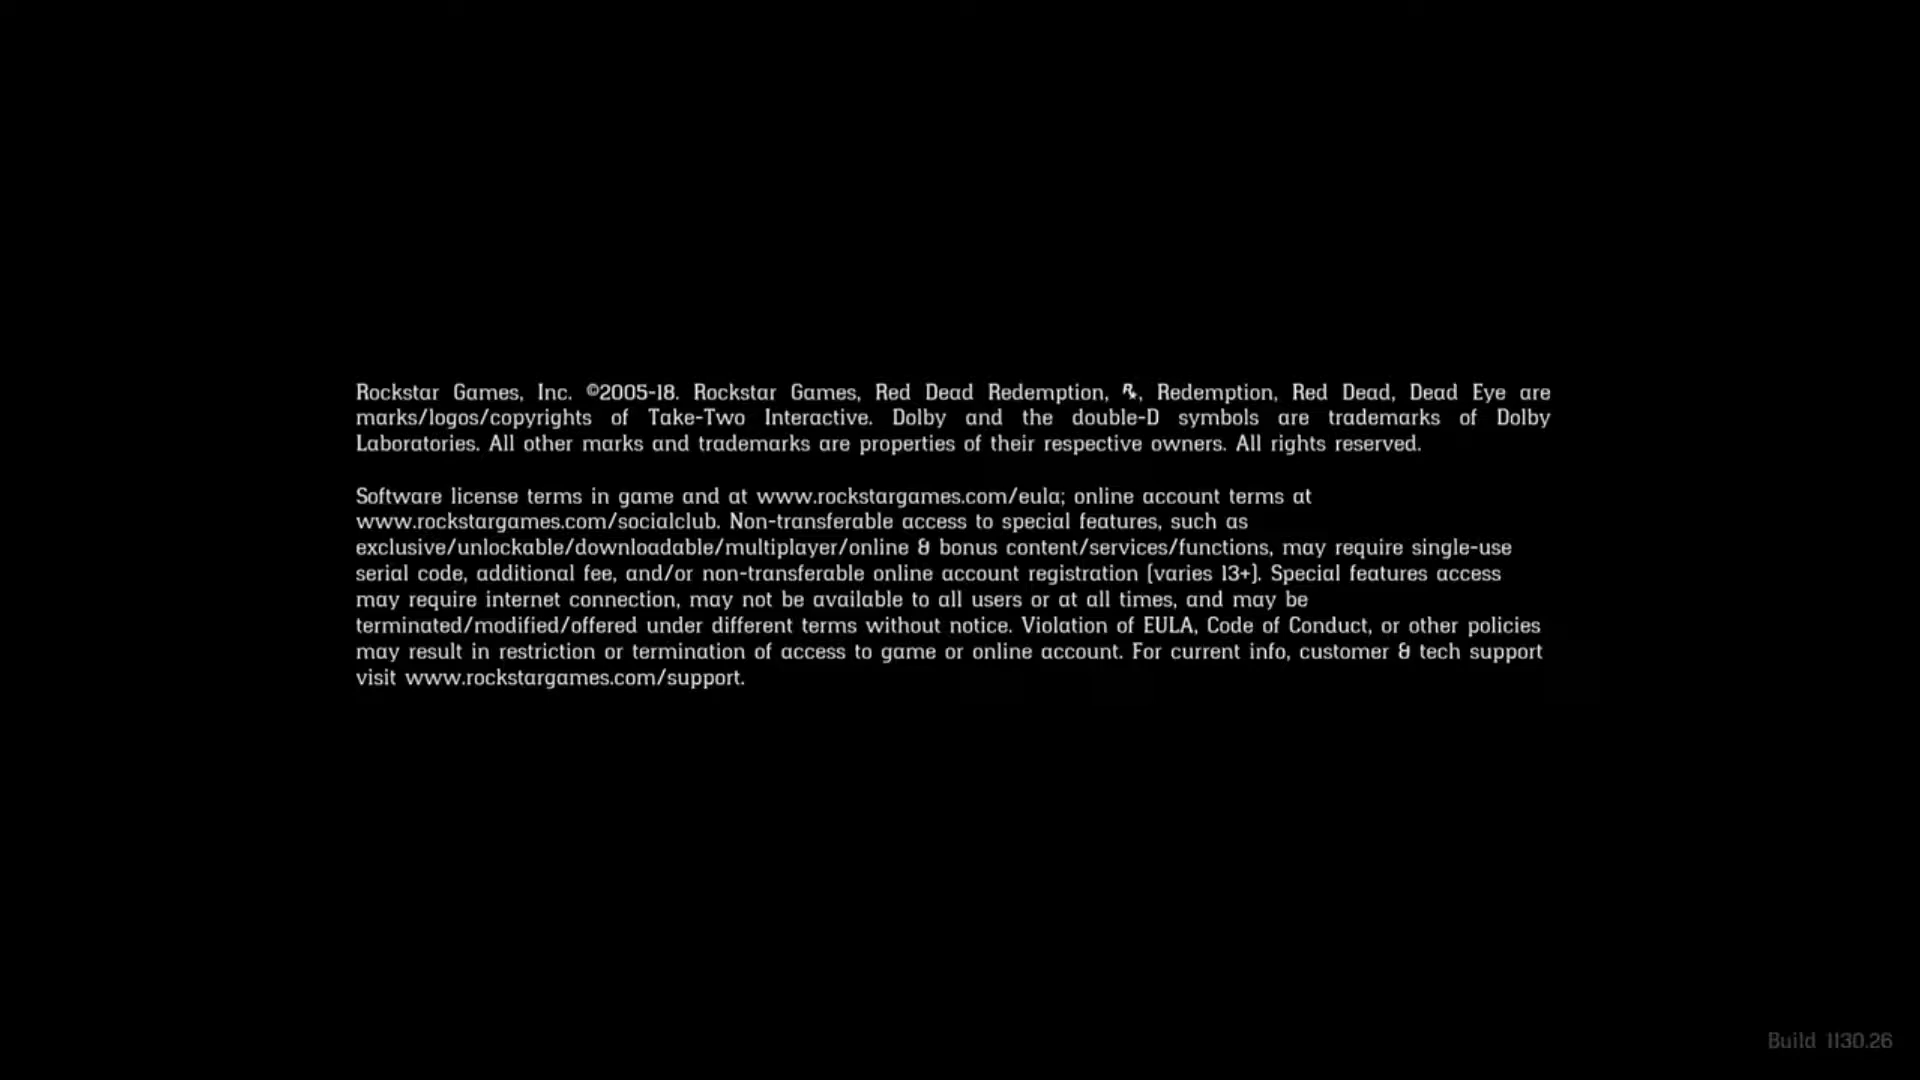 Rockstar Games, Inc. ©2005-18. Rockstar Games, Red Dead Redemption, R, Redemption, Red Dead, Dead Eye are
marks/logos/copyrights of Take-Two Interactive. Dolby and the double-D symbols are trademarks of Dolby
Laboratories. All other marks and trademarks are properties of their respective owners. All rights reserved.
Software license terms in game and at www.rockstargames.com/eula; online account terms at
www.rockstargames.com/socialclub. Non-transferable access to special features, such as
exclusive/unlockable/downloadable/multiplayer/online & bonus content/services/functions, may require single-use
serial code, additional fee, and/or non-transferable online account registration (varies 13+). Special features access
may require internet connection, may not be available to all users or at all times, and may be
terminated/modified/offered under different terms without notice. Violation of EULA, Code of Conduct, or other policies
may result in restriction or termination of access to game or online account. For current info, customer & tech support
visit www.rockstargames.com/support.
Build 1130.26